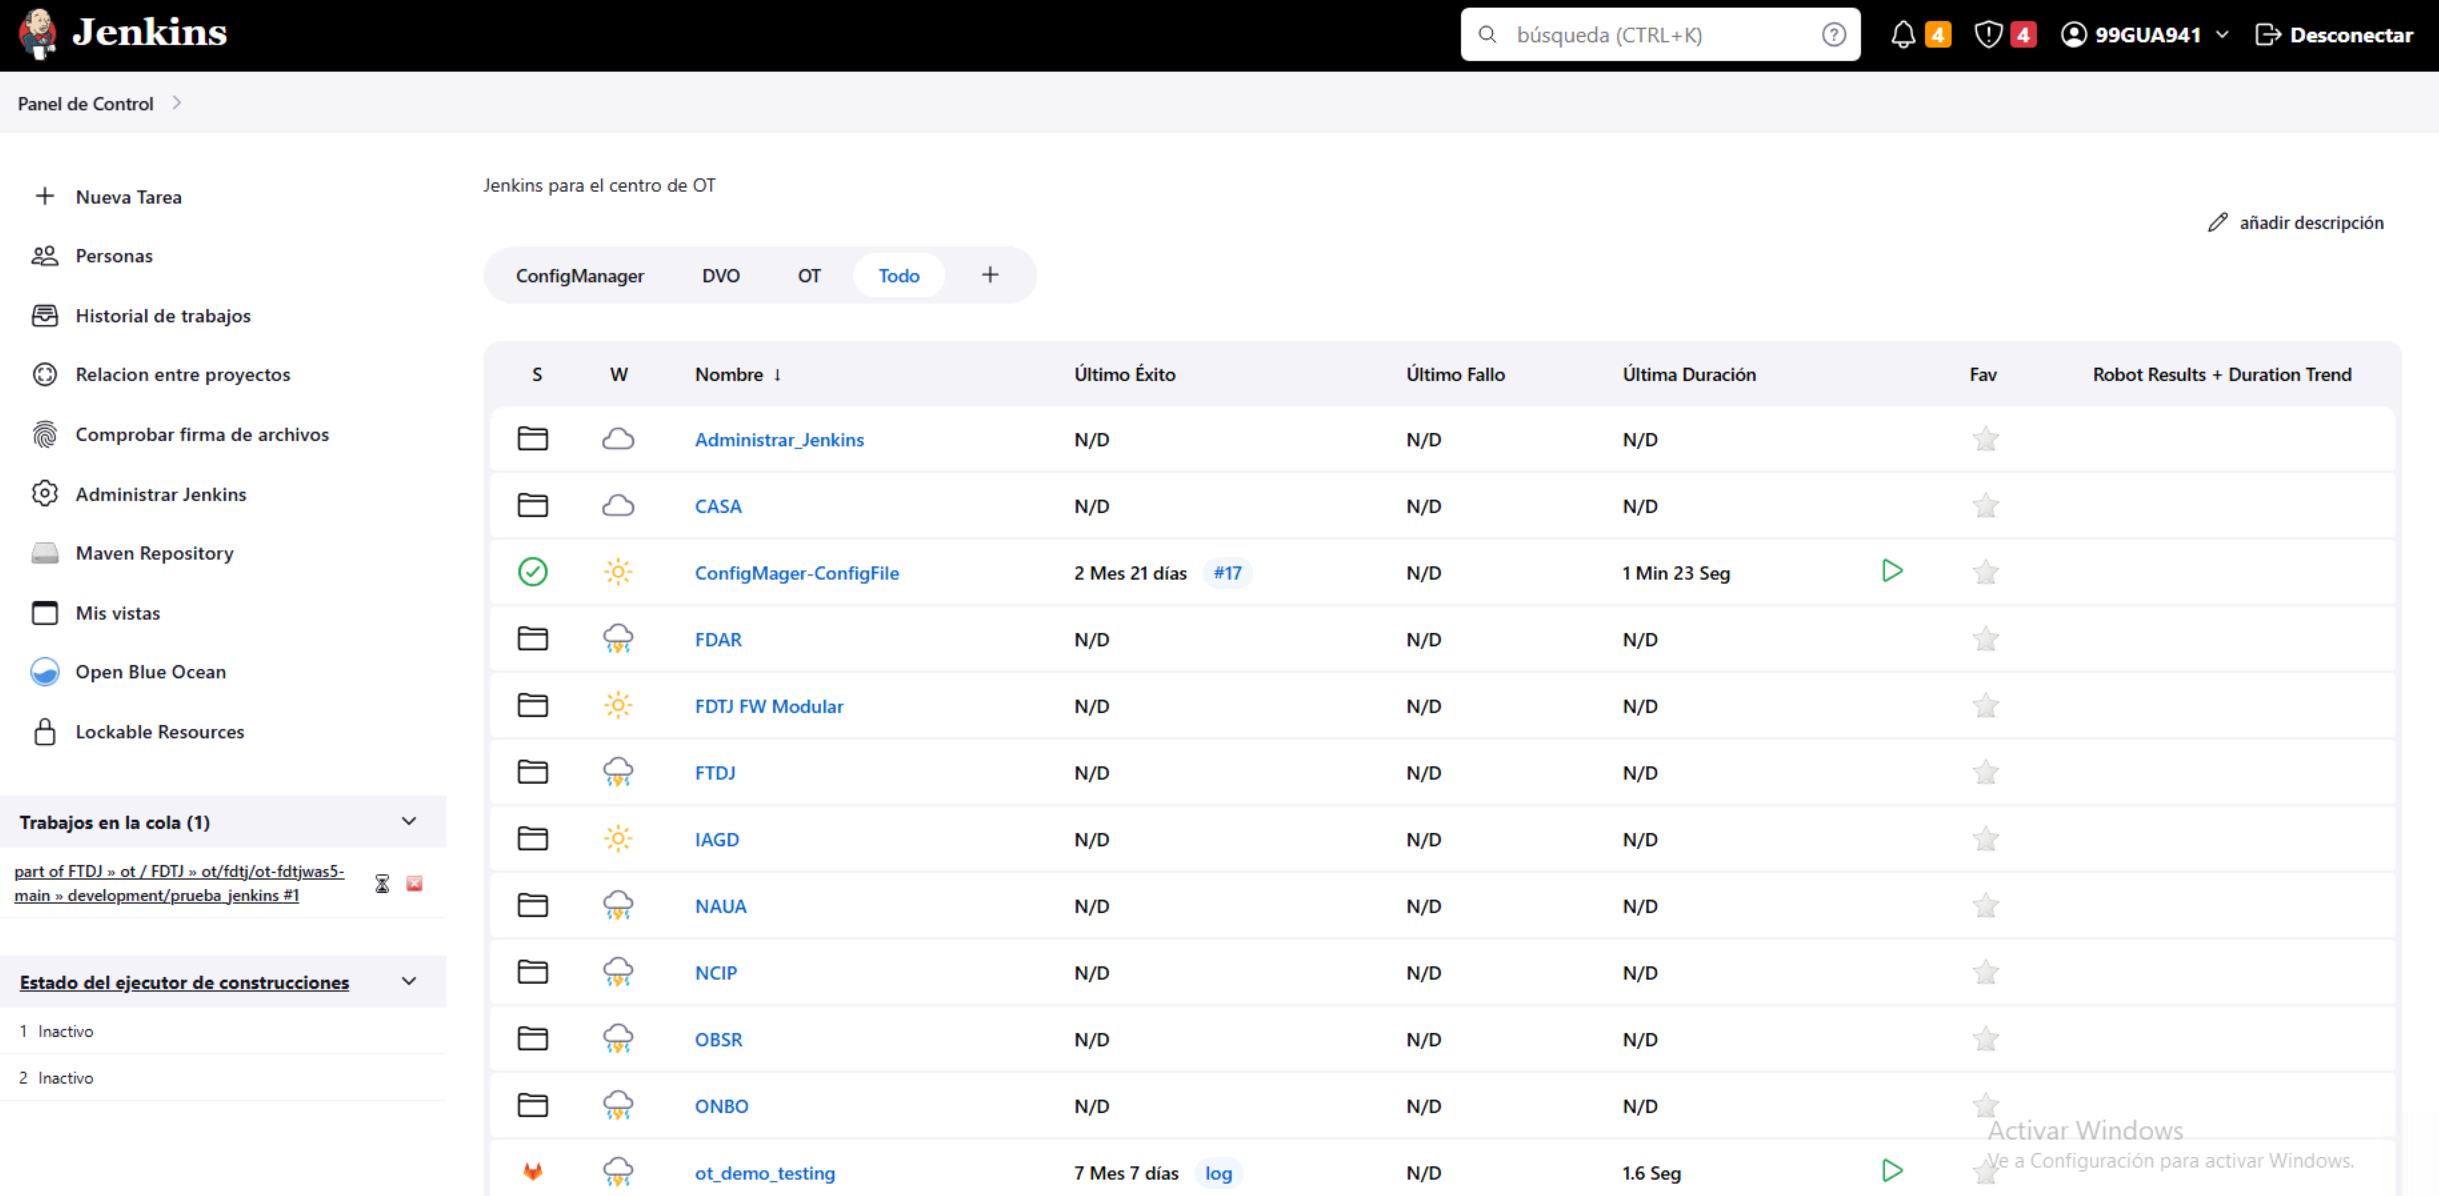 Jenkins
búsqueda (CTRL+K)
4
4
99GUA941
Desconectar
Panel de Control
Nueva Tarea
Personas
Historial de trabajos
Relacion entre proyectos
Comprobar firma de archivos
Administrar Jenkins
Maven Repository
Mis vistas
Open Blue Ocean
Lockable Resources
Trabajos en la cola (1)
part of FTDJ » ot / FDTJ » ot/fdtj/ot-fdtjwas5-
main » development/prueba_jenkins #1
Estado del ejecutor de construcciones
1 Inactivo
2 Inactivo
Jenkins para el centro de OT
añadir descripción
ConfigManager DVO OT Todo +
S W Nombre ↓ Último Éxito Último Fallo Última Duración Fav Robot Results + Duration Trend
Administrar_Jenkins N/D N/D N/D
CASA N/D N/D N/D
ConfigMager-ConfigFile 2 Mes 21 días #17 N/D 1 Min 23 Seg
FDAR N/D N/D N/D
FDTJ FW Modular N/D N/D N/D
FTDJ N/D N/D N/D
IAGD N/D N/D N/D
NAUA N/D N/D N/D
NCIP N/D N/D N/D
OBSR N/D N/D N/D
ONBO N/D N/D N/D
ot_demo_testing 7 Mes 7 días log N/D 1.6 Seg
Activar Windows
Ve a Configuración para activar Windows.